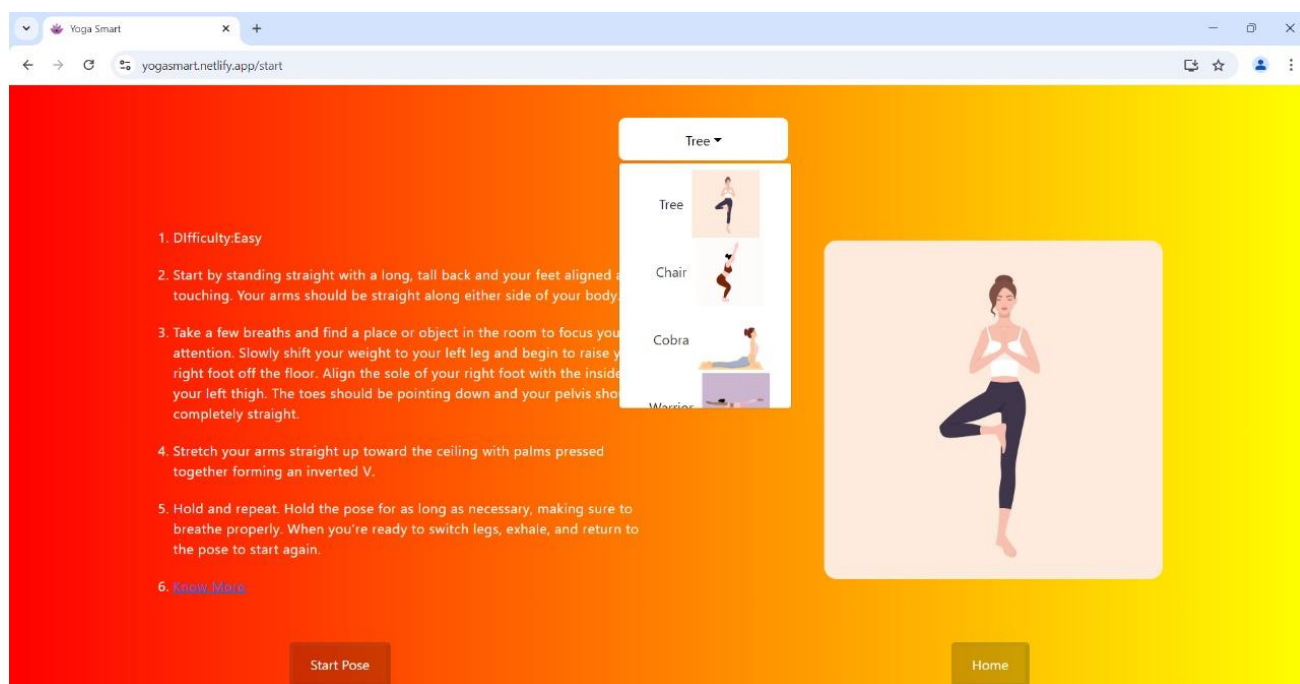 Yoga Smart
yogasmart.netlify.app/start
Tree
Tree
Chair
Cobra
Warrior
1. DIfficulty:Easy
2. Start by standing straight with a long, tall back and your feet aligned
touching. Your arms should be straight along either side of your body.
3. Take a few breaths and find a place or object in the room to focus
attention. Slowly shift your weight to your left leg and begin to raise
right foot off the floor. Align the sole of your right foot with the inside
your left thigh. The toes should be pointing down and your pelvis
completely straight.
4. Stretch your arms straight up toward the ceiling with palms pressed
together forming an inverted V.
5. Hold and repeat. Hold the pose for as long as necessary, making sure to
breathe properly. When you're ready to switch legs, exhale, and return to
the pose to start again.
6. Know More
Start Pose
Home